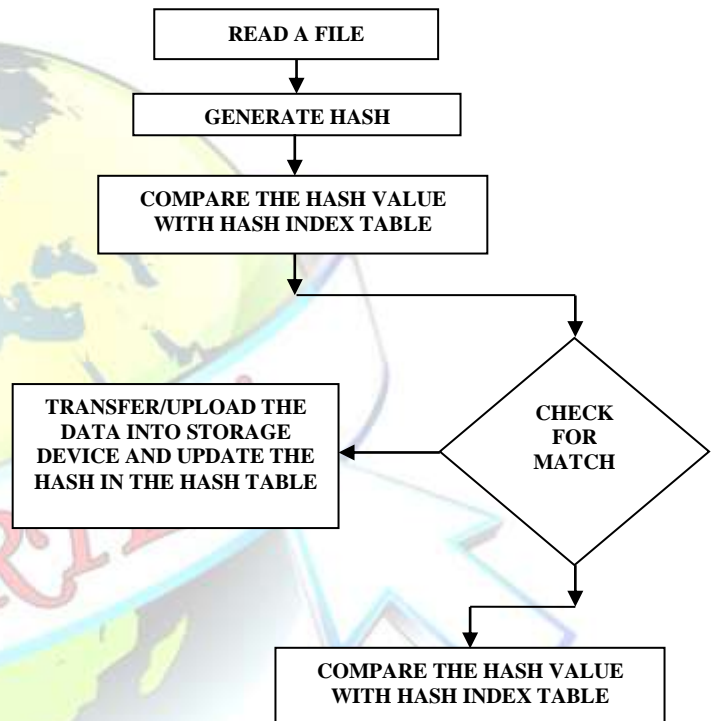 READ A FILE
GENERATE HASH
COMPARE THE HASH VALUE
WITH HASH INDEX TABLE
TRANSFER/UPLOAD THE
DATA INTO STORAGE
DEVICE AND UPDATE THE
HASH IN THE HASH TABLE
CHECK
FOR
MATCH
COMPARE THE HASH VALUE
WITH HASH INDEX TABLE